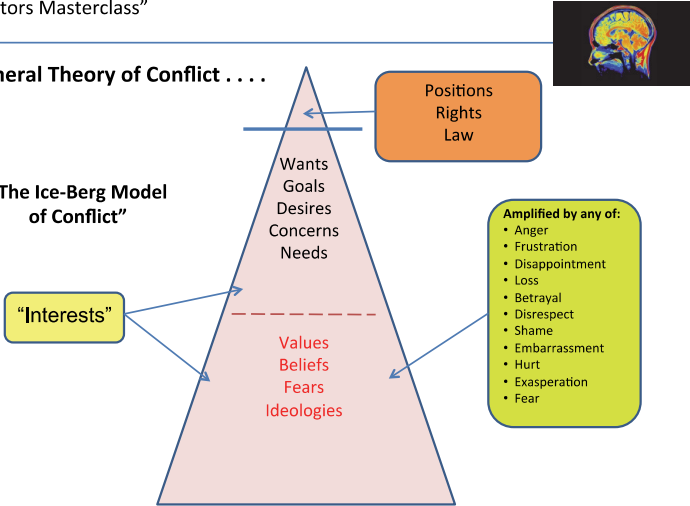 tors Masterclass”
neral Theory of Conflict . . . .
Positions
Rights
Law
Wants
Goals
Desires
Concerns
Needs
The Ice-Berg Model
of Conflict”
Amplified by any of:
• Anger
• Frustration
• Disappointment
• Loss
• Betrayal
• Disrespect
• Shame
• Embarrassment
• Hurt
• Exasperation
• Fear
“Interests”
Values
Beliefs
Fears
Ideologies